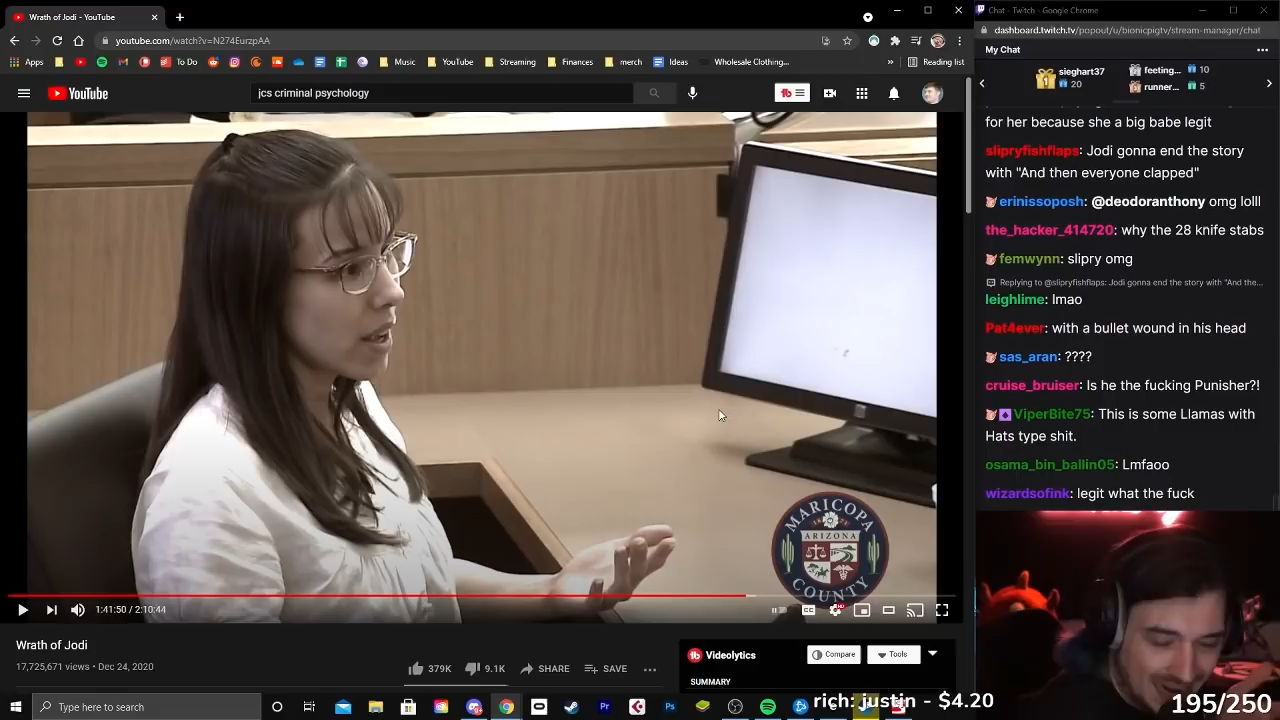 Wrath of Jodi - YouTube
Chat - Twitch - Google Chrome
youtube.com/watch?v=N274EurzpAA
dashboard.twitch.tv/popout/u/bionicpigtv/stream-manager/chat
Apps
To Do
Music
YouTube
Streaming
Finances
merch
Ideas
Wholesale Clothing...
Reading list
My Chat
YouTube
jcs criminal psychology
sieghart37
20
feeting...
10
runner...
5
for her because she a big babe legit
slipryfishflaps: Jodi gonna end the story
with "And then everyone clapped"
erinissoposh: @deodoranthony omg lolll
the_hacker_414720: why the 28 knife stabs
femwynn: slipry omg
Replying to @slipryfishflaps: Jodi gonna end the story with "And the...
leighlime: lmao
Pat4ever: with a bullet wound in his head
sas_aran: ????
cruise_bruiser: Is he the fucking Punisher?!
ViperBite75: This is some Llamas with
Hats type shit.
osama_bin_ballin05: Lmfaoo
wizardsofink: legit what the fuck
MARICOPA
ARIZONA
COUNTY
1:41:50 / 2:10:44
CC
HD
Wrath of Jodi
17,725,671 views • Dec 24, 2020
379K
9.1K
SHARE
SAVE
Videolytics
Compare
Tools
SUMMARY
Type here to search
rich: justin - $4.20
195/250